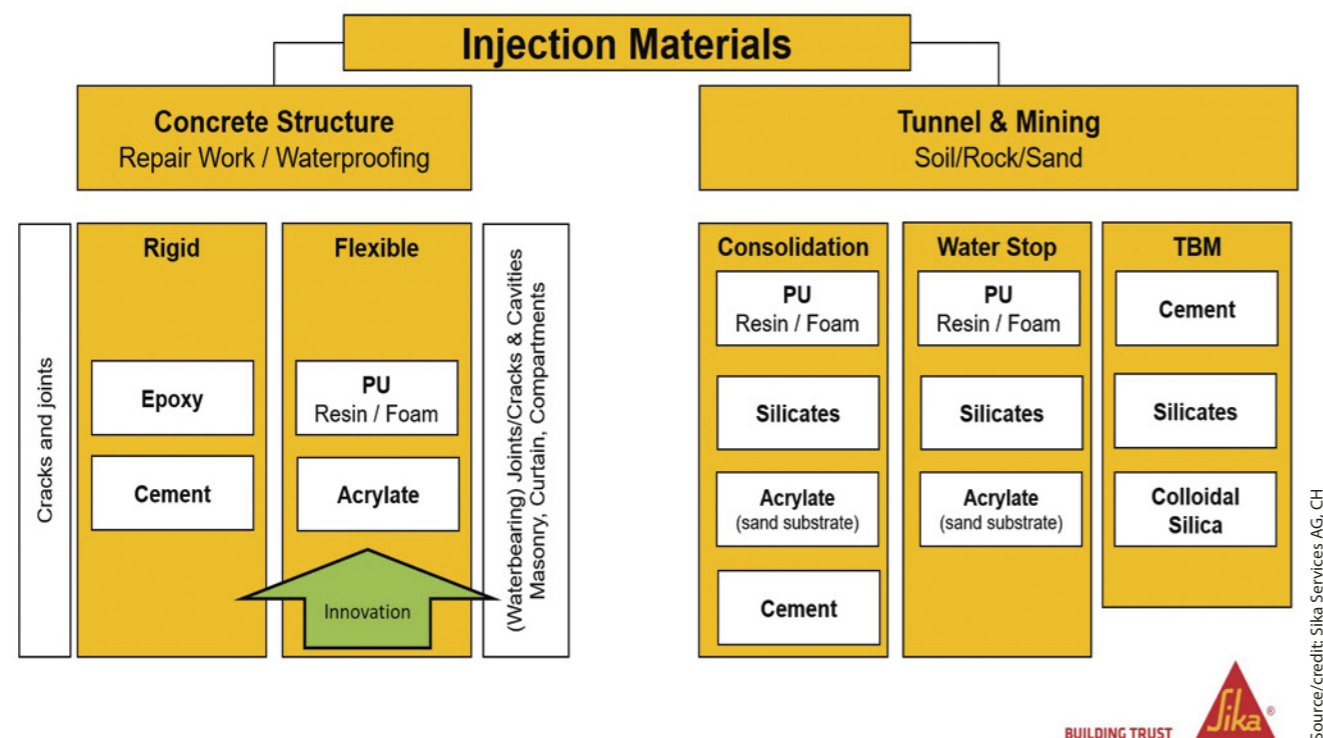 Injection Materials
Concrete Structure
Repair Work / Waterproofing
Tunnel & Mining
Soil/Rock/Sand
Cracks and joints
Rigid
Epoxy
Cement
Flexible
PU
Resin / Foam
Acrylate
Innovation
(Waterbearing) Joints/Cracks & Cavities
Masonry, Curtain, Compartments
Consolidation
PU
Resin / Foam
Silicates
Acrylate
(sand substrate)
Cement
Water Stop
PU
Resin / Foam
Silicates
Acrylate
(sand substrate)
TBM
Cement
Silicates
Colloidal
Silica
BUILDING TRUST
Sika®
Source/credit: Sika Services AG, CH